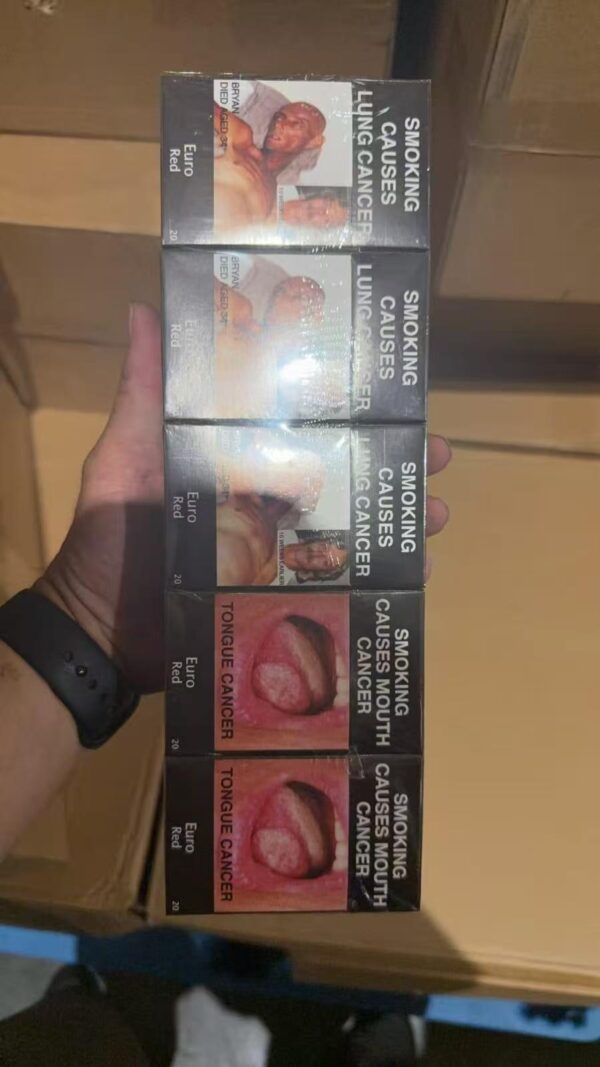 SMOKING
CAUSES
LUNG CANCER
BRYAN
DIED AGED 34
Euro
Red
20
SMOKING
CAUSES
LUNG CANCER
BRYAN
DIED AGED 34
Euro
Red
SMOKING
CAUSES
LUNG CANCER
Euro
Red
20
SMOKING
CAUSES MOUTH
CANCER
TONGUE CANCER
Euro
Red
20
SMOKING
CAUSES MOUTH
CANCER
TONGUE CANCER
Euro
Red
20